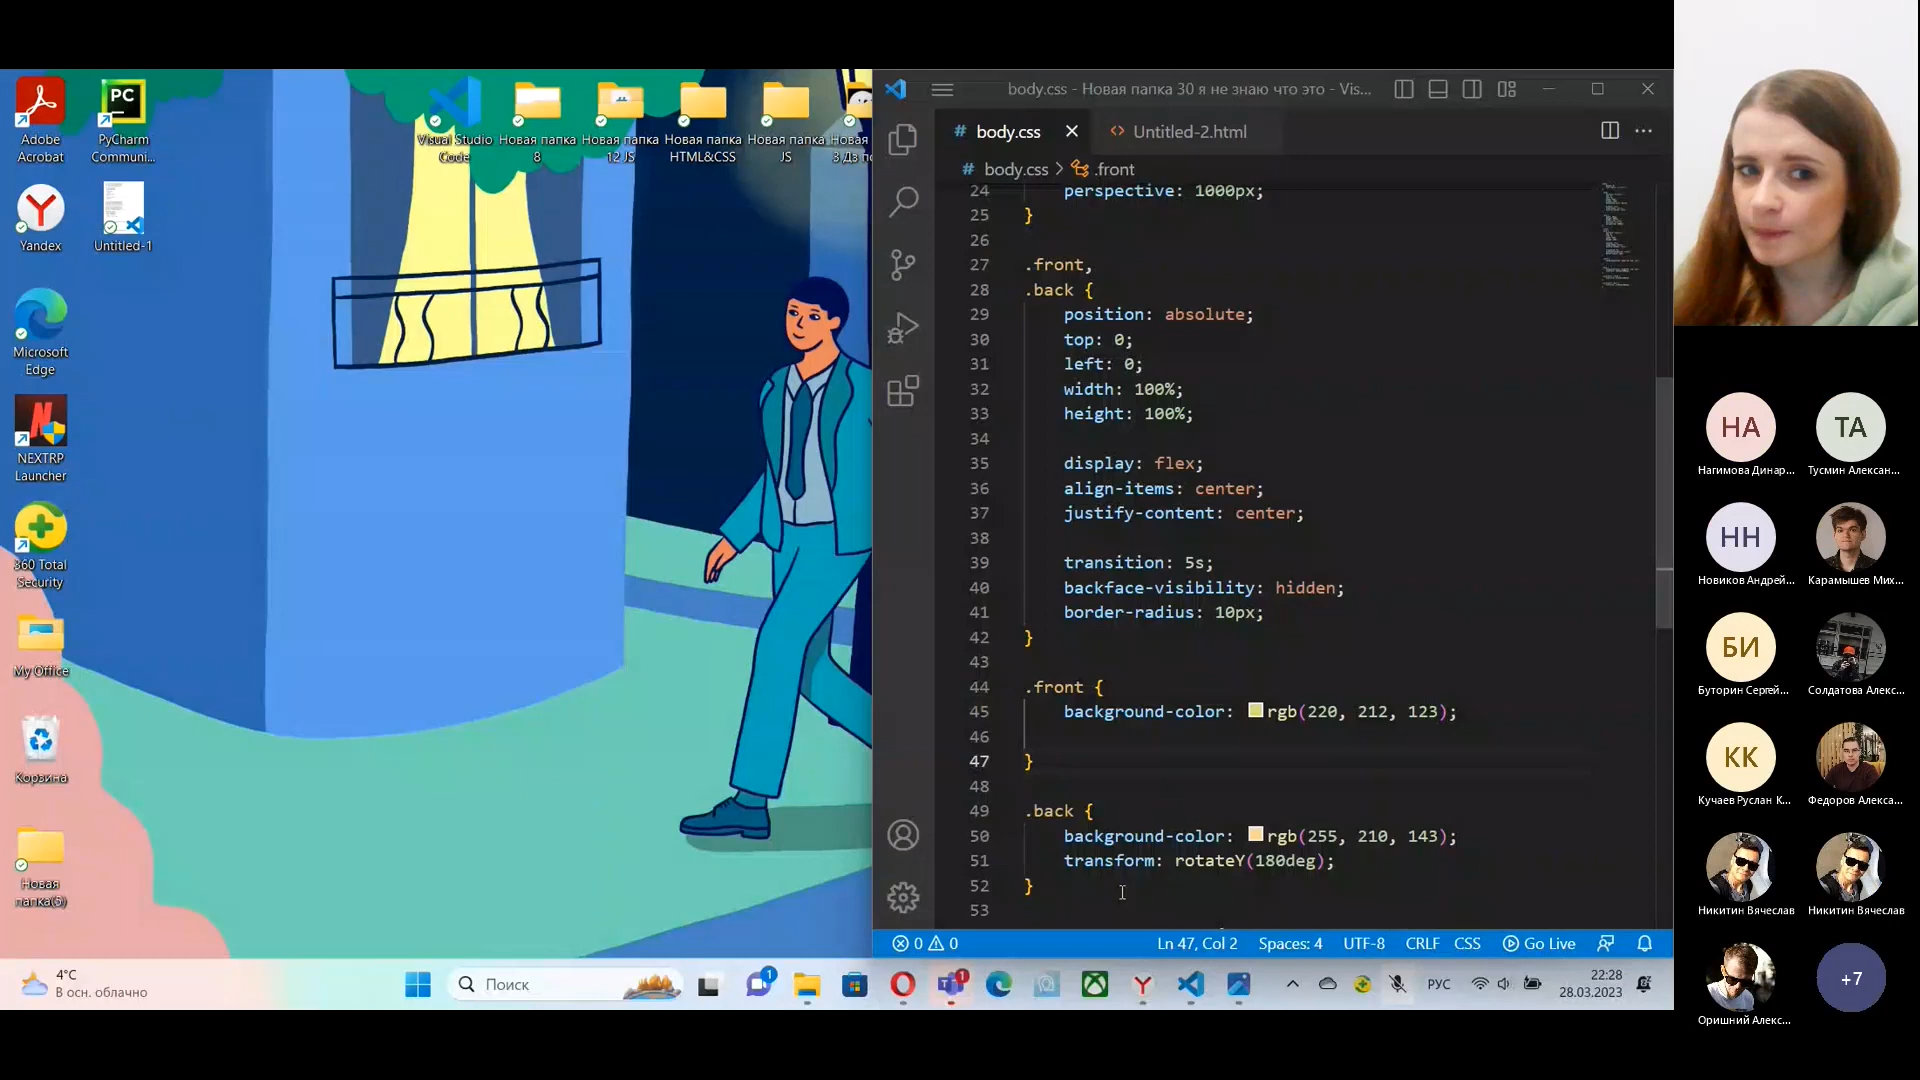 Adobe Acrobat
PC
PyCharm Communi...
Yandex
Untitled-1
Microsoft Edge
NEXTRP Launcher
360 Total Security
My Office
Корзина
Новая папка(5)
Visual Studio Code
Новая папка 8
Новая папка 12 JS
Новая папка HTML&CSS
Новая папка JS
body.css - Новая папка 30 я не знаю что это - Vis...
# body.css
<> Untitled-2.html
# body.css > .front
24 perspective: 1000px;
25 }
26
27 .front,
28 .back {
29 position: absolute;
30 top: 0;
31 left: 0;
32 width: 100%;
33 height: 100%;
34
35 display: flex;
36 align-items: center;
37 justify-content: center;
38
39 transition: 5s;
40 backface-visibility: hidden;
41 border-radius: 10px;
42 }
43
44 .front {
45 background-color: rgb(220, 212, 123);
46
47 }
48
49 .back {
50 background-color: rgb(255, 210, 143);
51 transform: rotateY(180deg);
52 }
53
0 0 Ln 47, Col 2 Spaces: 4 UTF-8 CRLF CSS Go Live
4°C
В осн. облачно
Поиск
1
1
РУС
22:28
28.03.2023
НА
Нагимова Динар...
ТА
Тусмин Алексан...
НН
Новиков Андрей...
Карамышев Мих...
БИ
Буторин Сергей...
Солдатова Алекс...
КК
Кучаев Руслан К...
Федоров Алекса...
Никитин Вячеслав
Никитин Вячеслав
Оришний Алекс...
+7